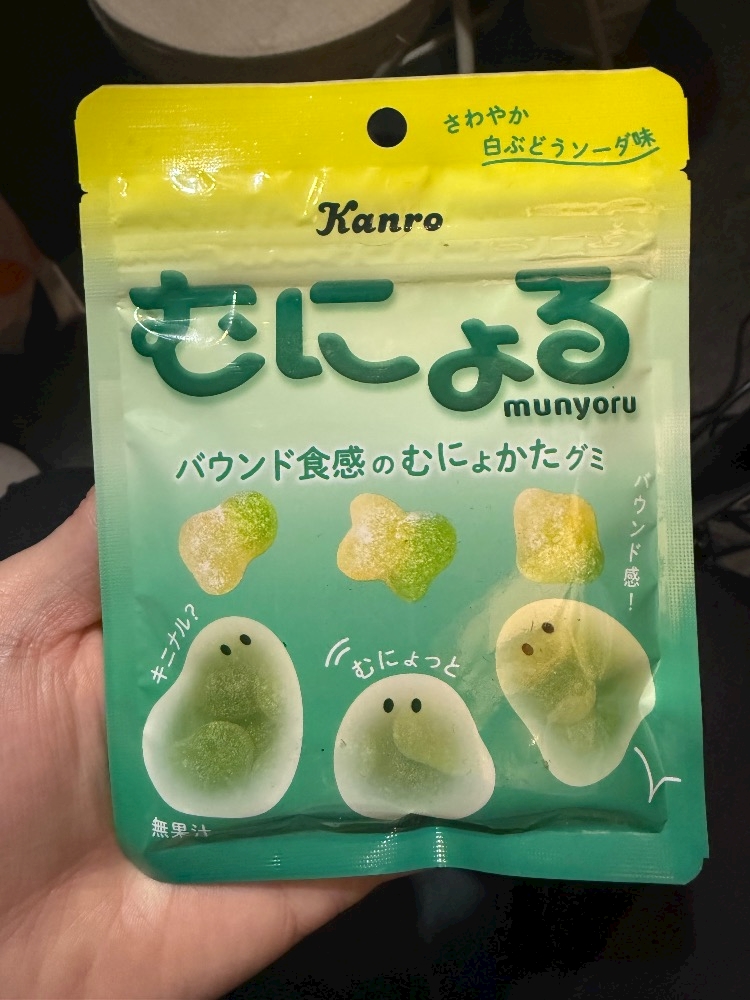 さわやか
白ぶどうソーダ味
Kanro
むにょる
munyoru
バウンド食感のむにょかたグミ
バウンド感!
キニナル?
むにょっと
無果汁